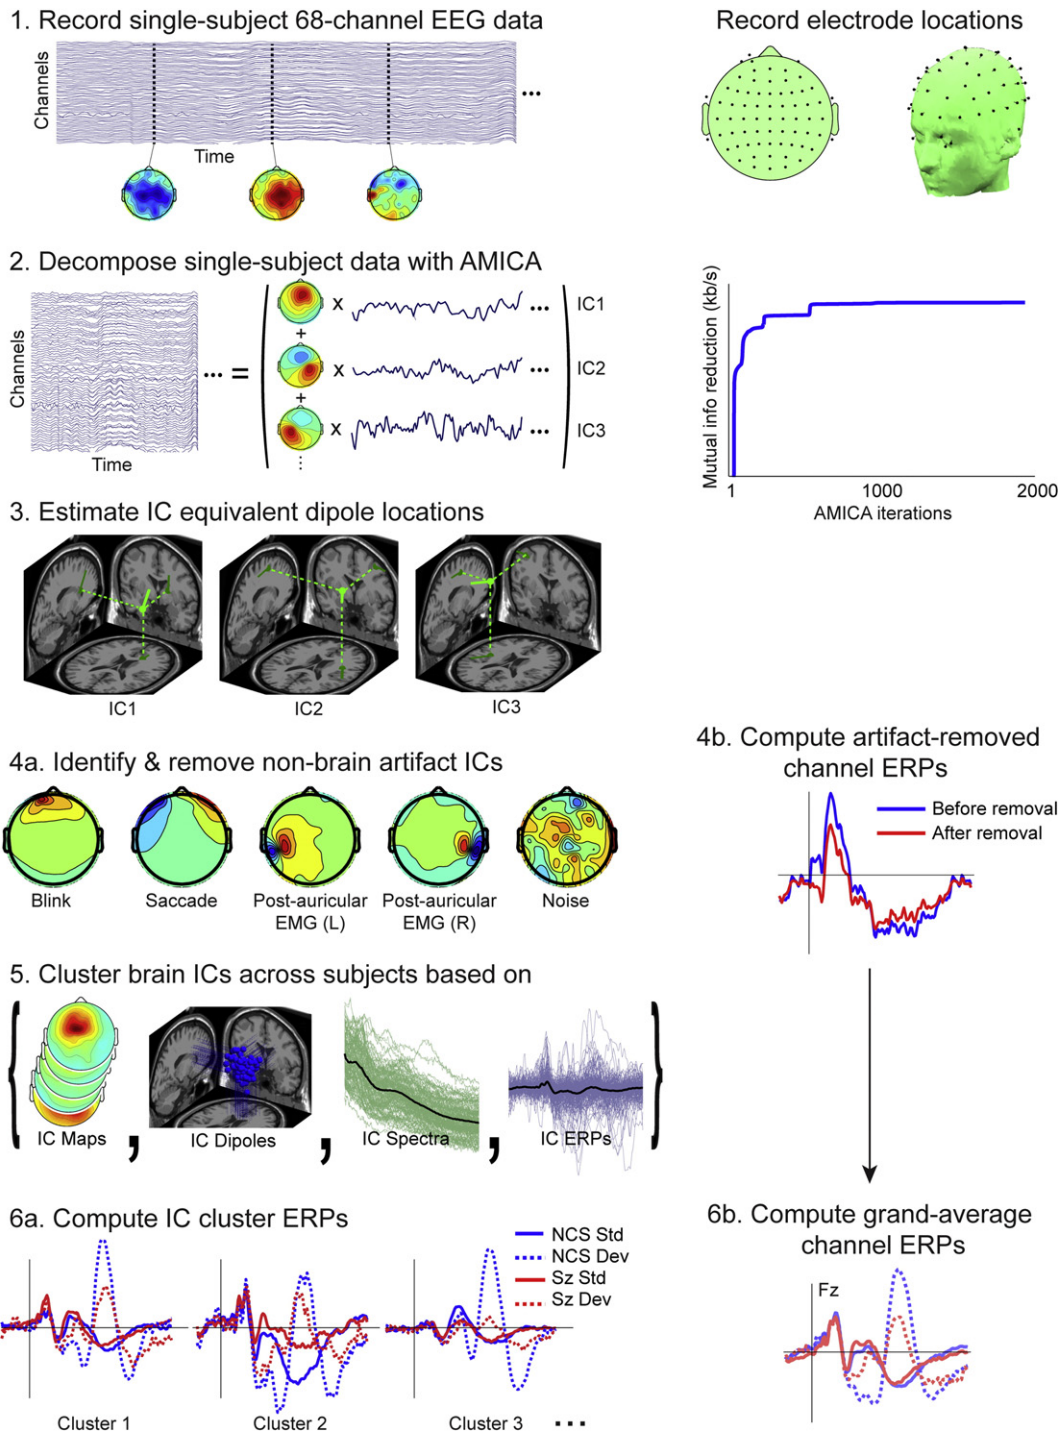 1. Record single-subject 68-channel EEG data
Record electrode locations
Channels
...
Time
2. Decompose single-subject data with AMICA
Channels
... =
x
... IC1
+
x
... IC2
+
x
... IC3
Time
Mutual info reduction (kb/s)
1 1000 2000
AMICA iterations
3. Estimate IC equivalent dipole locations
IC1 IC2 IC3
4a. Identify & remove non-brain artifact ICs
Blink Saccade Post-auricular Post-auricular Noise
EMG (L) EMG (R)
4b. Compute artifact-removed
channel ERPs
Before removal
After removal
5. Cluster brain ICs across subjects based on
{ IC Maps , IC Dipoles , IC Spectra , IC ERPs }
6a. Compute IC cluster ERPs
NCS Std
NCS Dev
Sz Std
Sz Dev
Cluster 1 Cluster 2 Cluster 3 ...
6b. Compute grand-average
channel ERPs
Fz